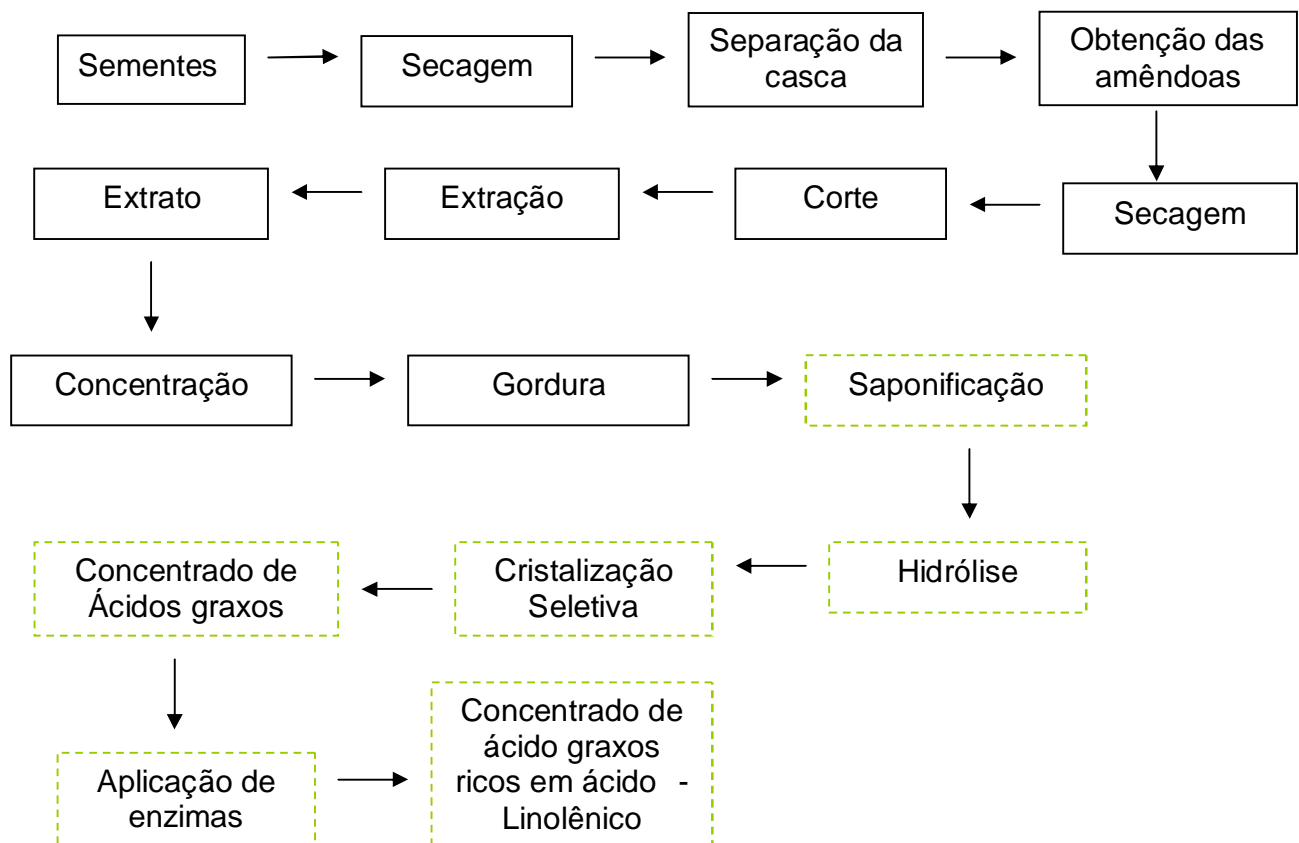 Sementes
Secagem
Separação da
casca
Obtenção das
amêndoas
Secagem
Corte
Extração
Extrato
Concentração
Gordura
Saponificação
Hidrólise
Cristalização
Seletiva
Concentrado de
Ácidos graxos
Aplicação de
enzimas
Concentrado de
ácido graxos
ricos em ácido -
Linolênico